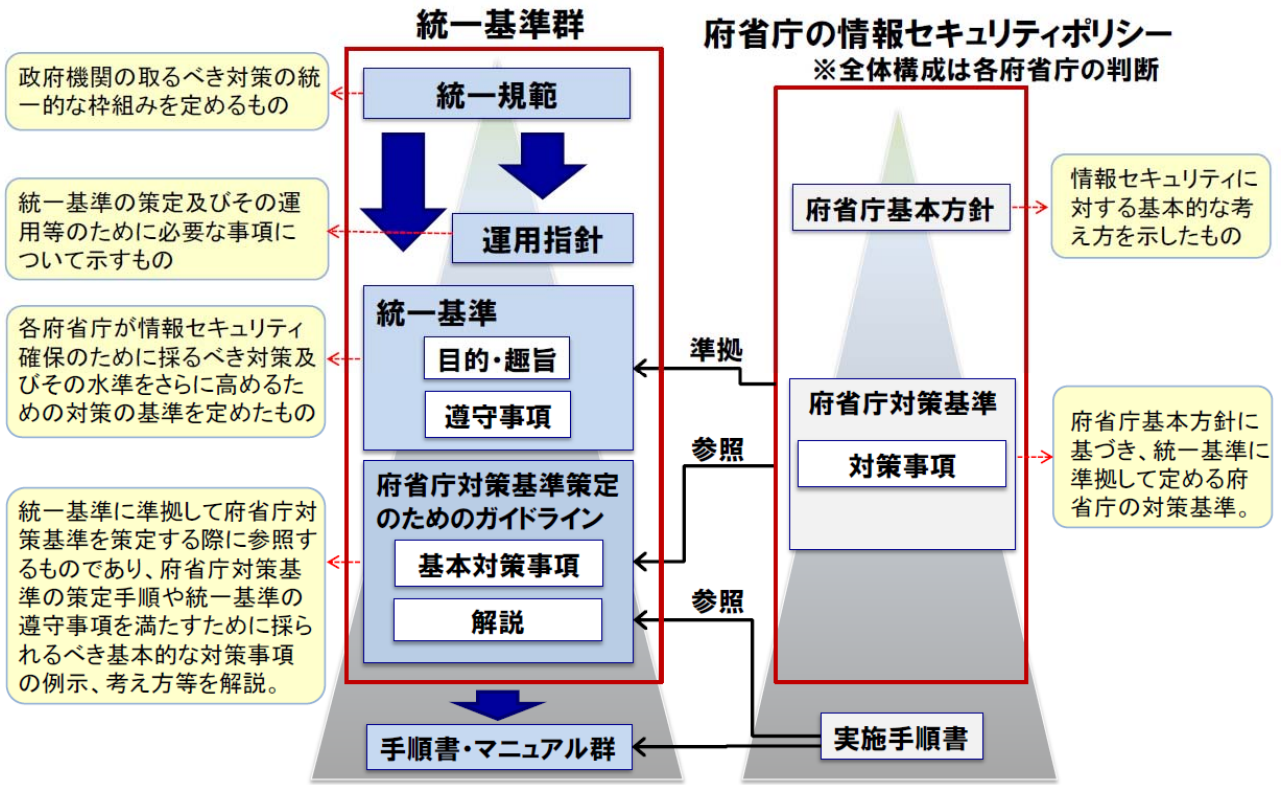 統一基準群
政府機関の取るべき対策の統
一的な枠組みを定めるもの
統一規範
統一基準の策定及びその運
用等のために必要な事項に
ついて示すもの
運用指針
各府省庁が情報セキュリティ
確保のために採るべき対策及
びその水準をさらに高めるた
めの対策の基準を定めたもの
統一基準
目的・趣旨
遵守事項
統一基準に準拠して府省庁対
策基準を策定する際に参照す
るものであり、府省庁対策基
準の策定手順や統一基準の
遵守事項を満たすために採ら
れるべき基本的な対策事項
の例示、考え方等を解説。
府省庁対策基準策定
のためのガイドライン
基本対策事項
解説
手順書・マニュアル群
準拠
参照
参照
府省庁の情報セキュリティポリシー
※全体構成は各府省庁の判断
府省庁基本方針
情報セキュリティに
対する基本的な考
え方を示したもの
府省庁対策基準
対策事項
府省庁基本方針に
基づき、統一基準に
準拠して定める府
省庁の対策基準。
実施手順書